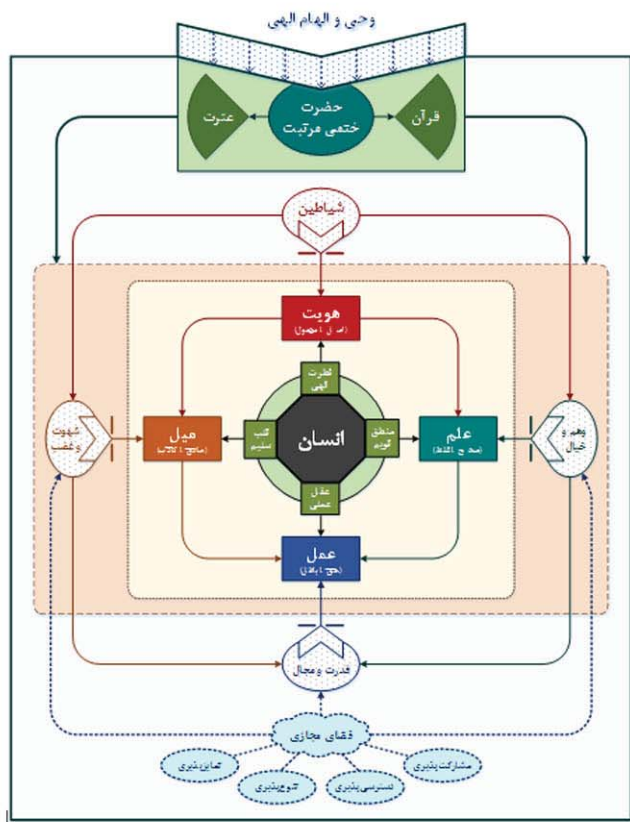 وحی و الهام الهی
حضرت
ختمی مرتبت
قرآن
عترت
شیاطین
هویت
فطرت
الهی
انسان
منطق
قویم
علم
وهم و
خیال
قلب
سلیم
میل
شهوت
و غضب
عقل
عملی
عمل
قدرت و مجال
فضای مجازی
مشارکت‌پذیری
دسترسی‌پذیری
تنوع‌پذیری
تمایزپذیری